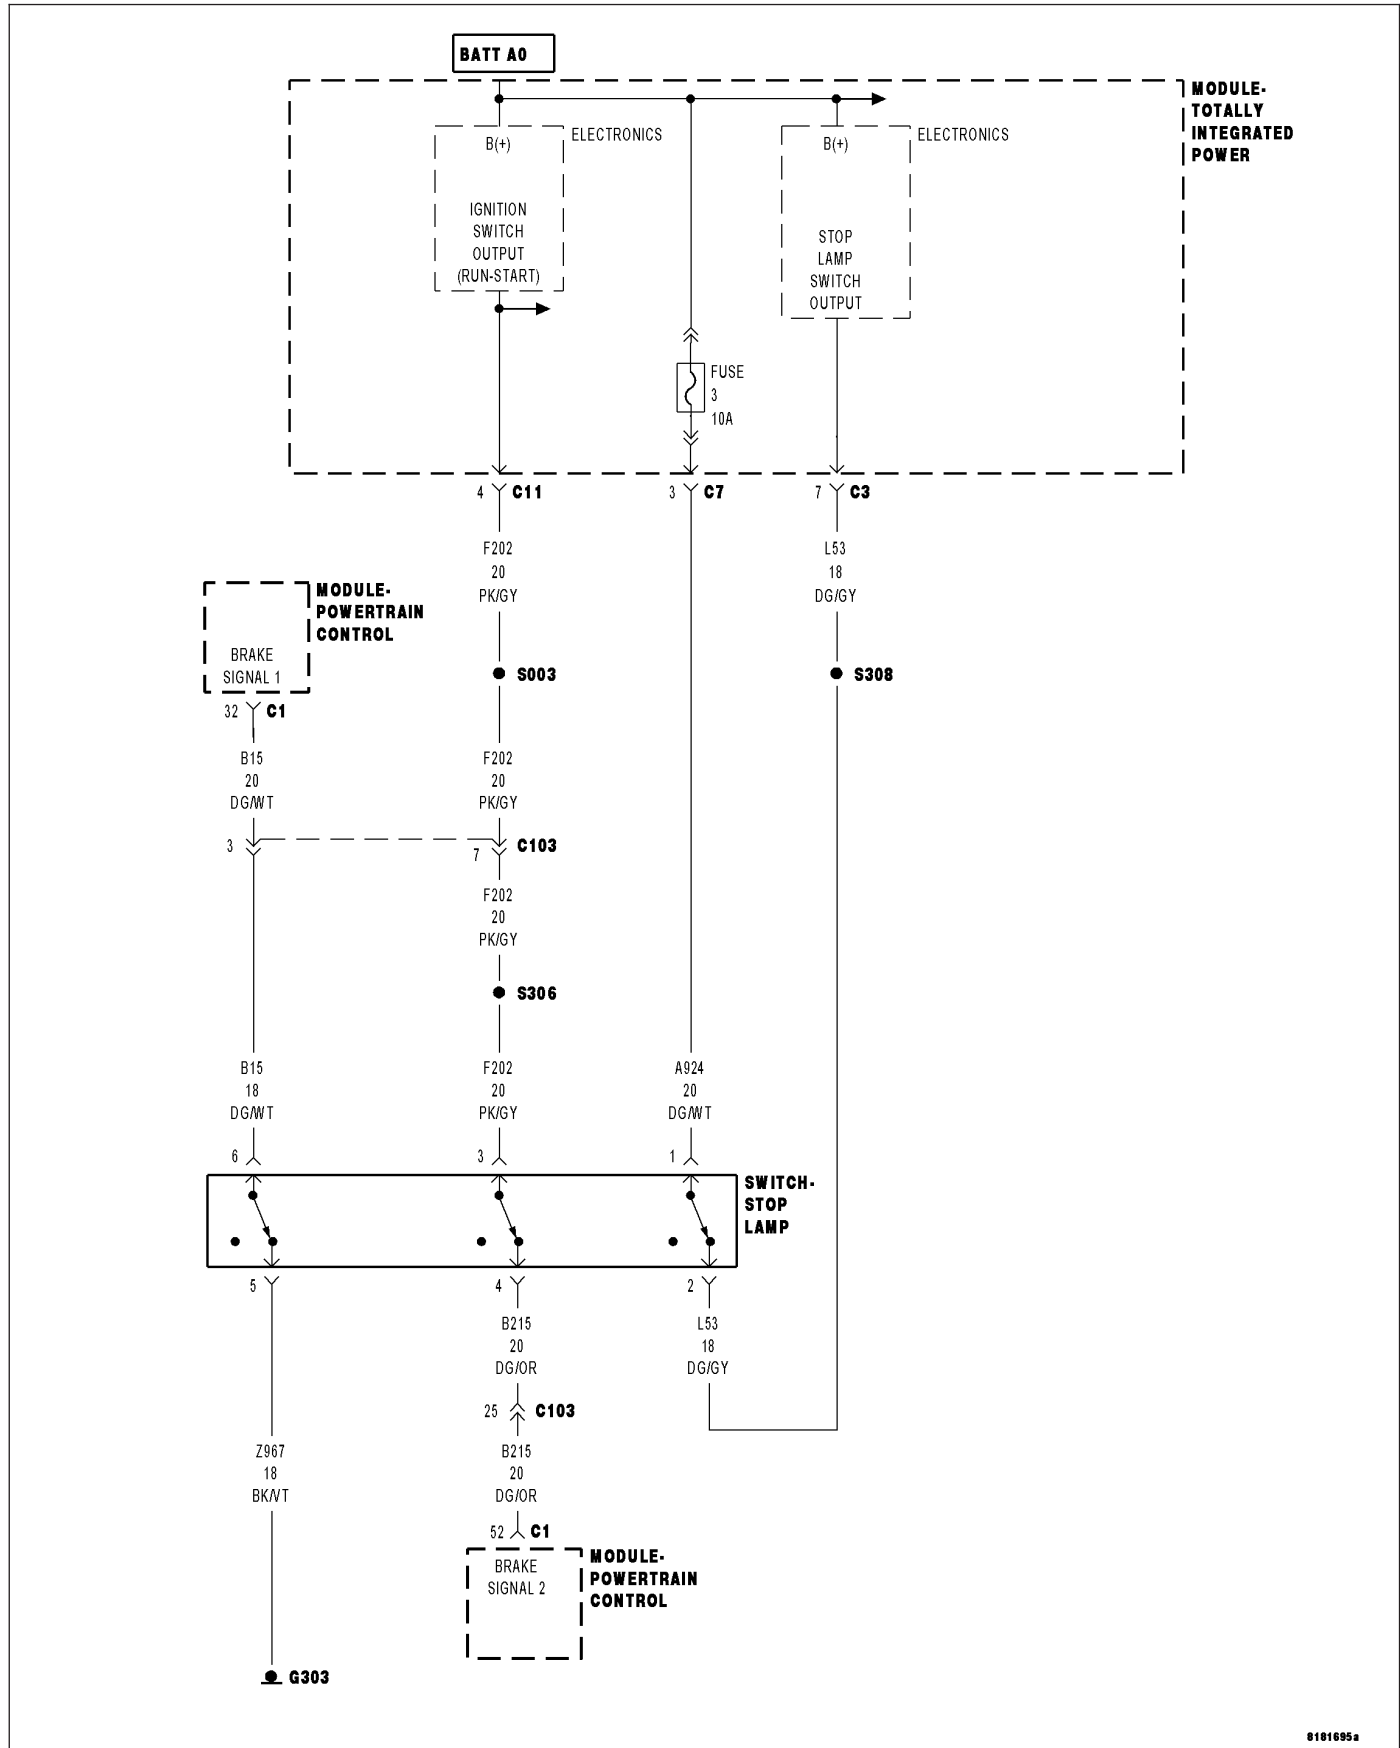 BATT A0
MODULE-
TOTALLY
INTEGRATED
POWER
B(+)
ELECTRONICS
B(+)
ELECTRONICS
IGNITION
SWITCH
OUTPUT
(RUN-START)
STOP
LAMP
SWITCH
OUTPUT
FUSE
3
10A
4 C11
3 C7
7 C3
F202
20
PK/GY
L53
18
DG/GY
MODULE-
POWERTRAIN
CONTROL
BRAKE
SIGNAL 1
S003
S308
32 C1
B15
20
DG/WT
F202
20
PK/GY
3
7 C103
F202
20
PK/GY
S306
B15
18
DG/WT
F202
20
PK/GY
A924
20
DG/WT
6
3
1
SWITCH-
STOP
LAMP
5
4
2
B215
20
DG/OR
L53
18
DG/GY
25 C103
Z967
18
BK/VT
B215
20
DG/OR
52 C1
MODULE-
POWERTRAIN
CONTROL
BRAKE
SIGNAL 2
G303
8181695a